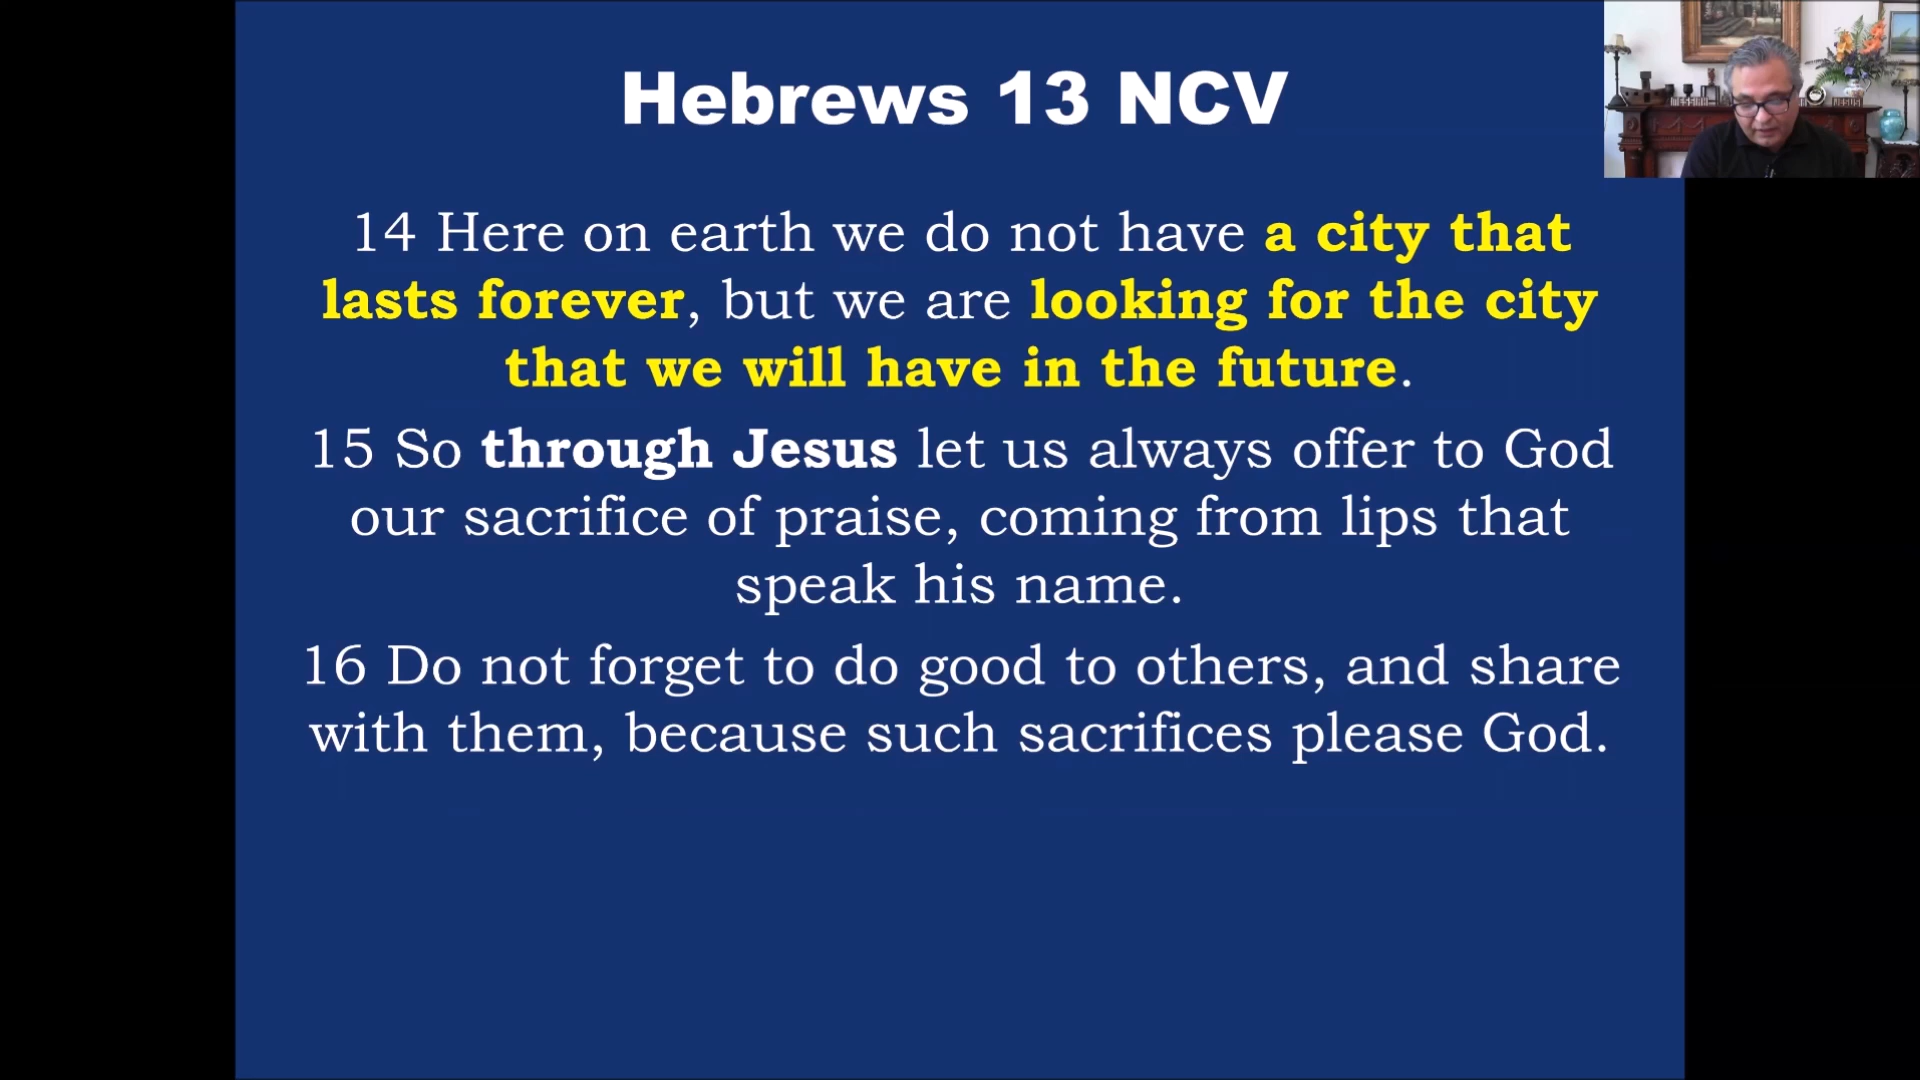 Hebrews 13 NCV
14 Here on earth we do not have a city that
lasts forever, but we are looking for the city
that we will have in the future.
15 So through Jesus let us always offer to God
our sacrifice of praise, coming from lips that
speak his name.
16 Do not forget to do good to others, and share
with them, because such sacrifices please God.